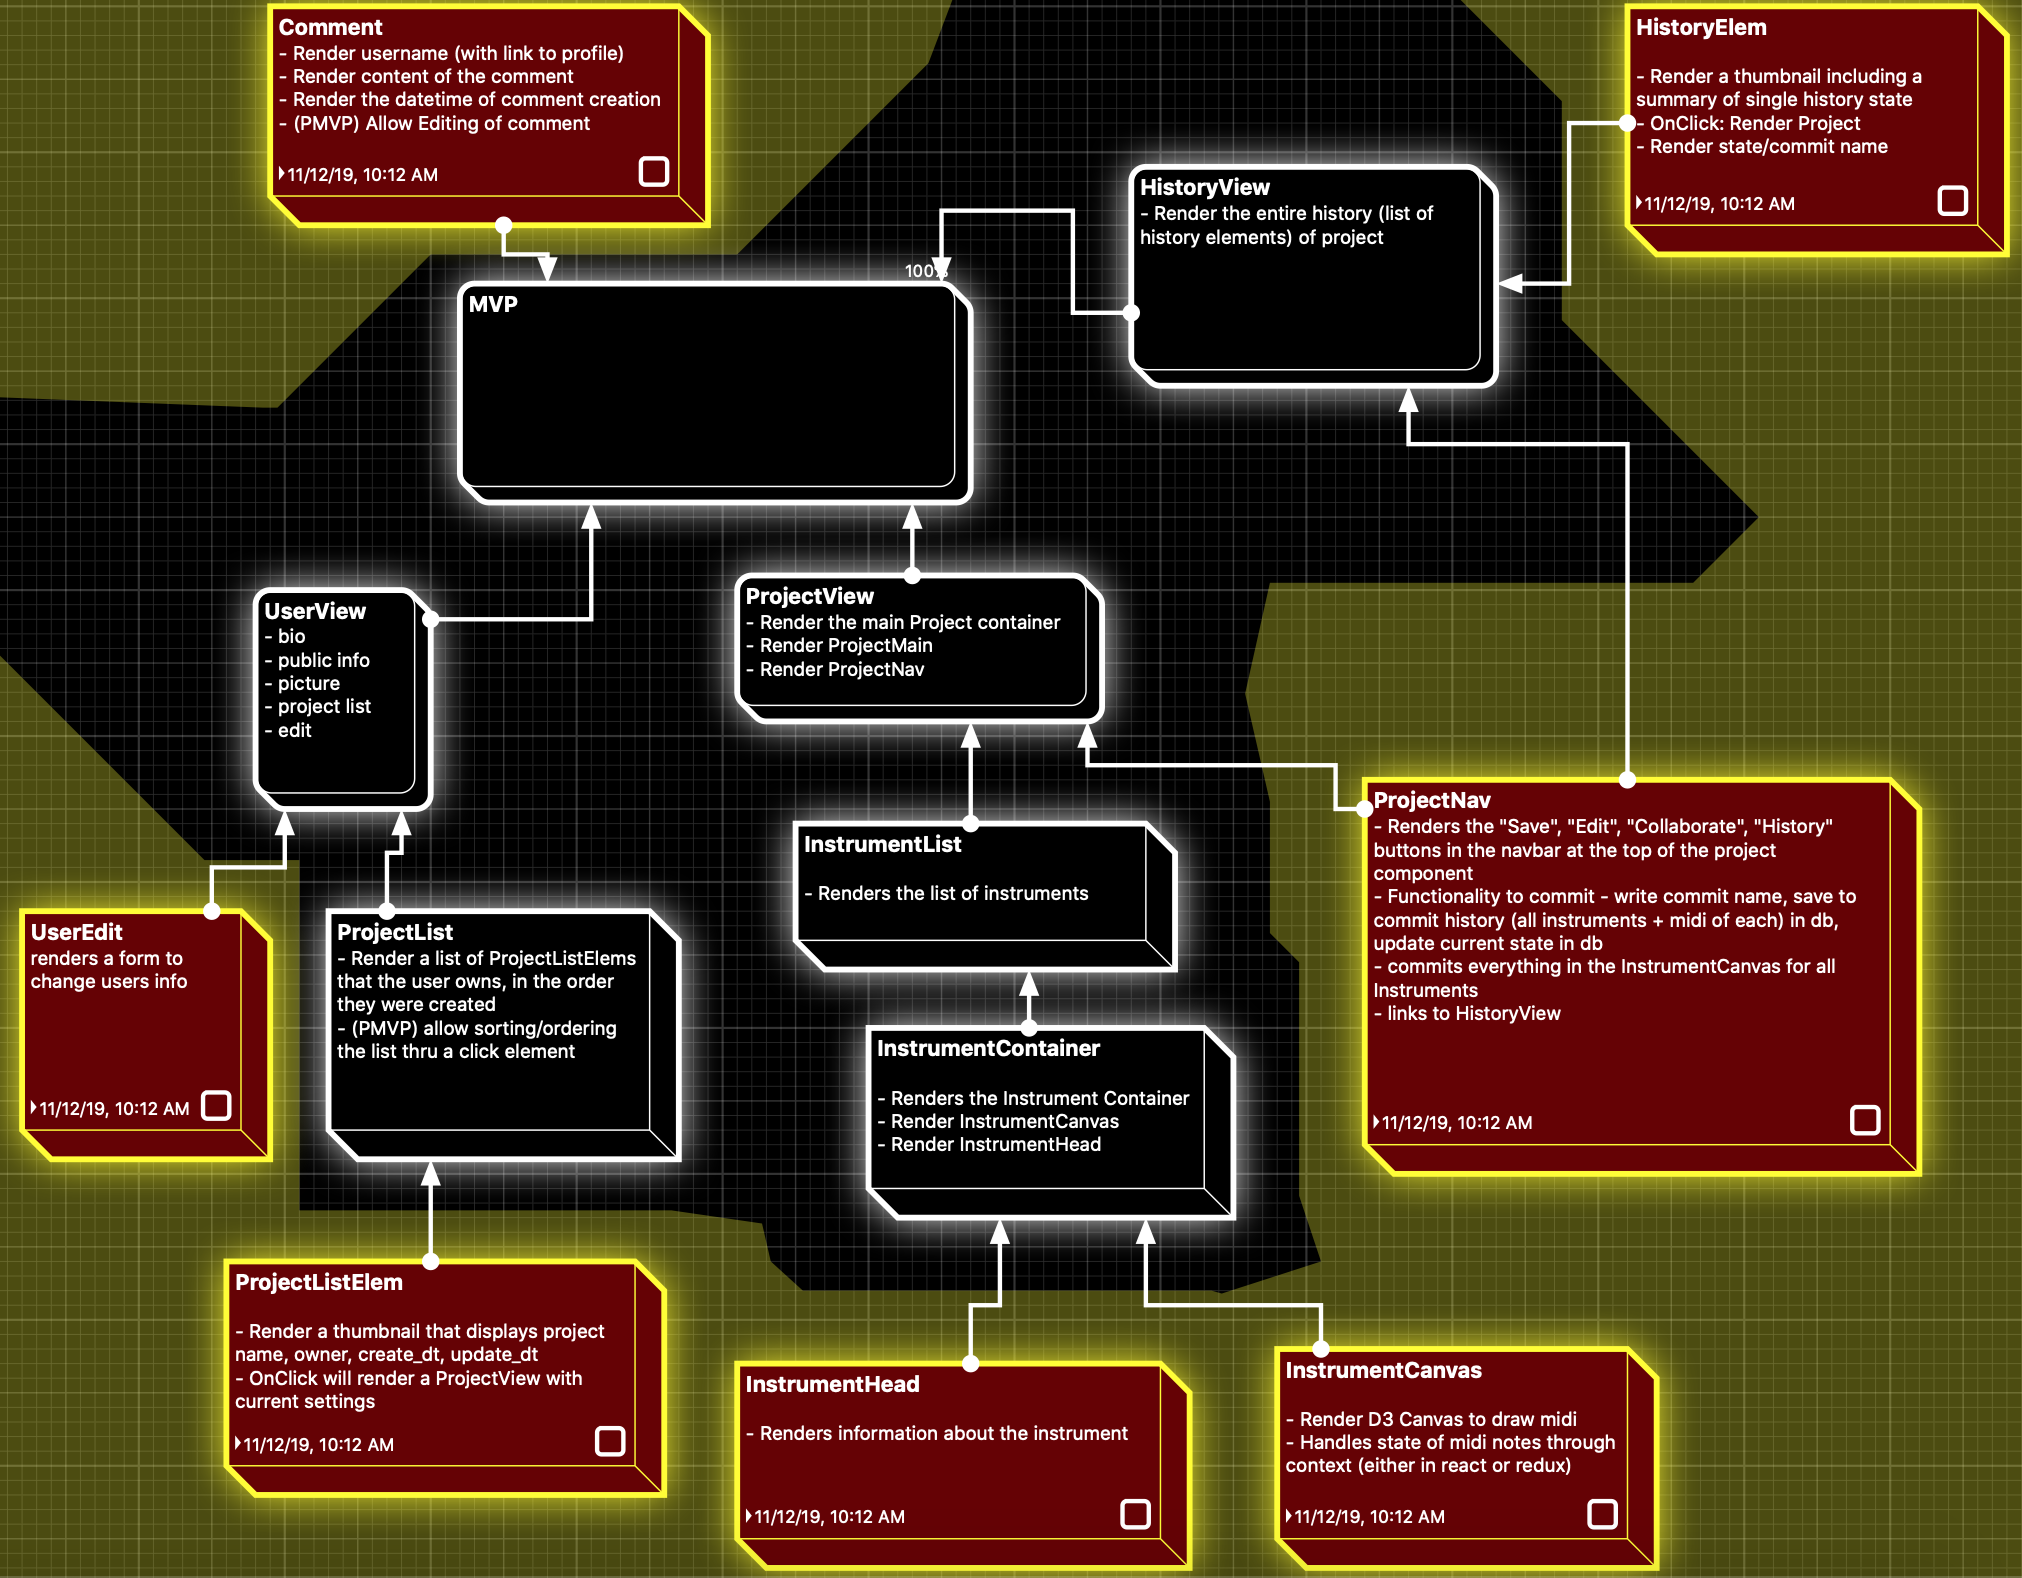 Comment
- Render username (with link to profile)
- Render content of the comment
- Render the datetime of comment creation
- (PMVP) Allow Editing of comment
11/12/19, 10:12 AM
HistoryElem
- Render a thumbnail including a
summary of single history state
- OnClick: Render Project
- Render state/commit name
11/12/19, 10:12 AM
HistoryView
- Render the entire history (list of
history elements) of project
100%
MVP
UserView
- bio
- public info
- picture
- project list
- edit
ProjectView
- Render the main Project container
- Render ProjectMain
- Render ProjectNav
ProjectNav
- Renders the "Save", "Edit", "Collaborate", "History"
buttons in the navbar at the top of the project
component
- Functionality to commit - write commit name, save to
commit history (all instruments + midi of each) in db,
update current state in db
- commits everything in the InstrumentCanvas for all
Instruments
- links to HistoryView
11/12/19, 10:12 AM
InstrumentList
- Renders the list of instruments
UserEdit
renders a form to
change users info
11/12/19, 10:12 AM
ProjectList
- Render a list of ProjectListElems
that the user owns, in the order
they were created
- (PMVP) allow sorting/ordering
the list thru a click element
InstrumentContainer
- Renders the Instrument Container
- Render InstrumentCanvas
- Render InstrumentHead
ProjectListElem
- Render a thumbnail that displays project
name, owner, create_dt, update_dt
- OnClick will render a ProjectView with
current settings
11/12/19, 10:12 AM
InstrumentHead
- Renders information about the instrument
11/12/19, 10:12 AM
InstrumentCanvas
- Render D3 Canvas to draw midi
- Handles state of midi notes through
context (either in react or redux)
11/12/19, 10:12 AM